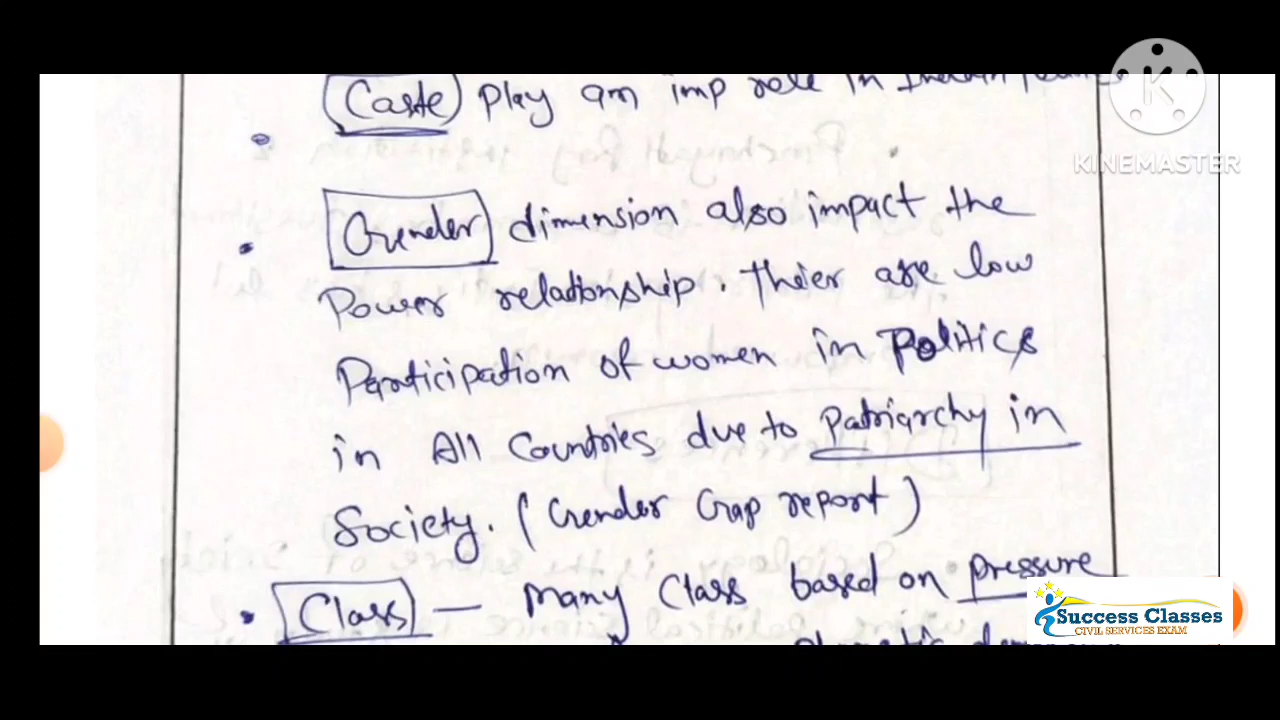 Caste Play an imp role in Indian
KINEMASTER
Gender dimension also impact the
Power relationship. Thier are low
Participation of women in Politics
in All Countries due to Patriarchy in
Society. (Gender Gap report)
Class — Many Class based on Pressure
Success Classes
CIVIL SERVICES EXAM